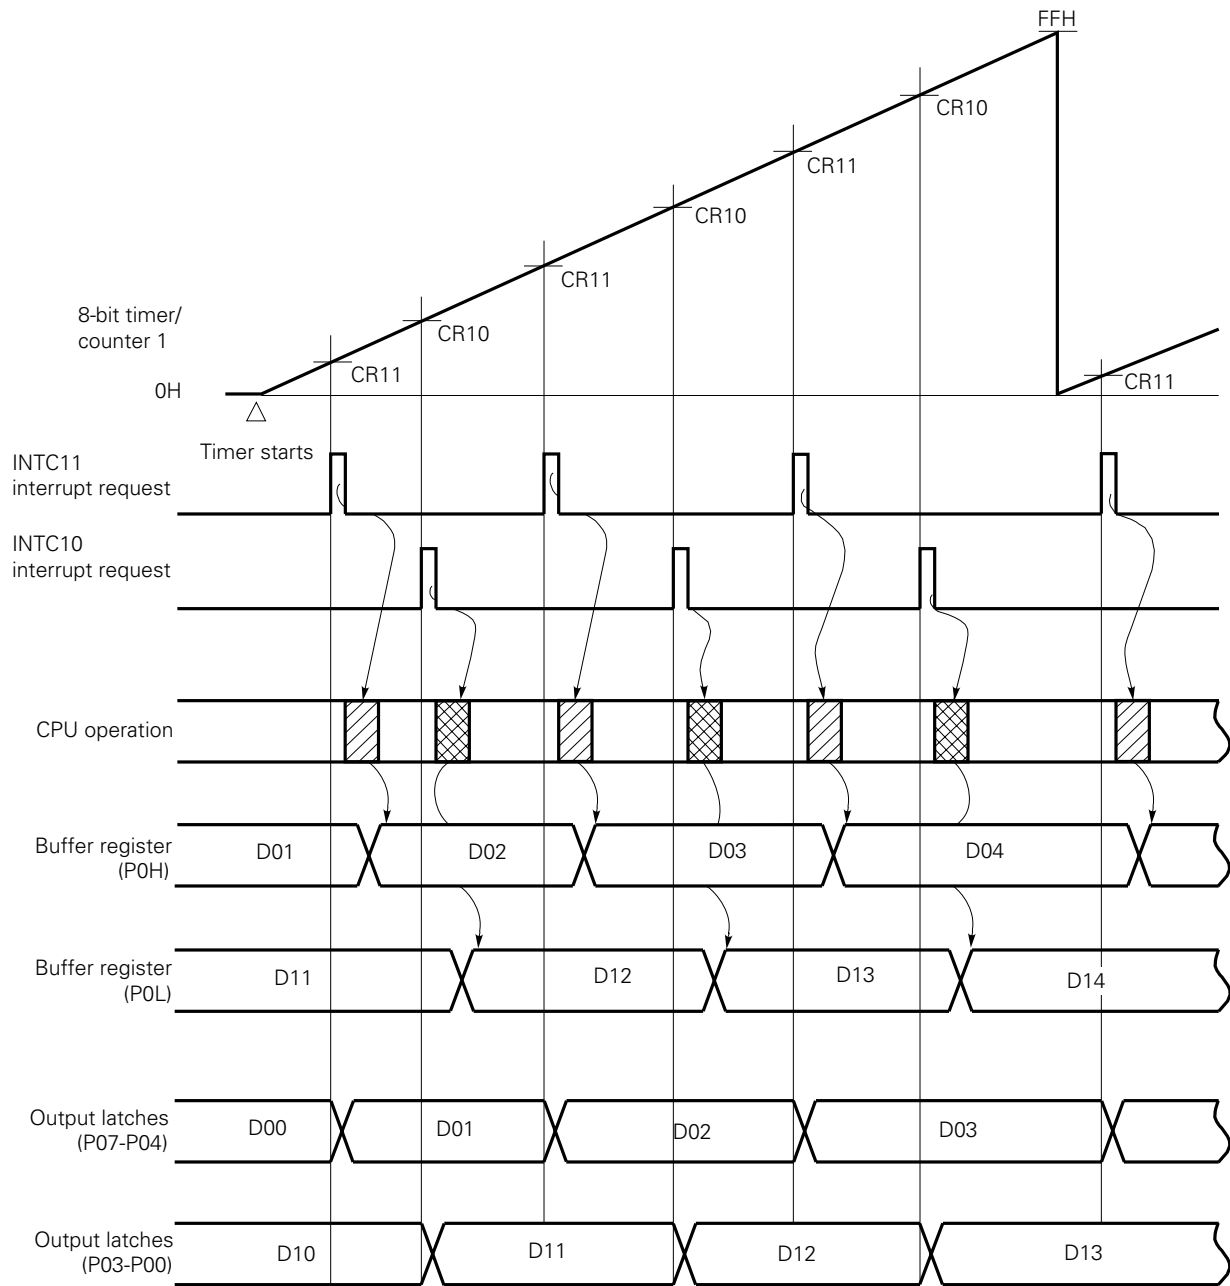 FFH
CR10
CR11
CR10
CR11
8-bit timer/
counter 1
CR10
CR11
CR11
0H
Timer starts
INTC11
interrupt request
INTC10
interrupt request
CPU operation
Buffer register
(P0H)
D01
D02
D03
D04
Buffer register
(P0L)
D11
D12
D13
D14
Output latches
(P07-P04)
D00
D01
D02
D03
Output latches
(P03-P00)
D10
D11
D12
D13